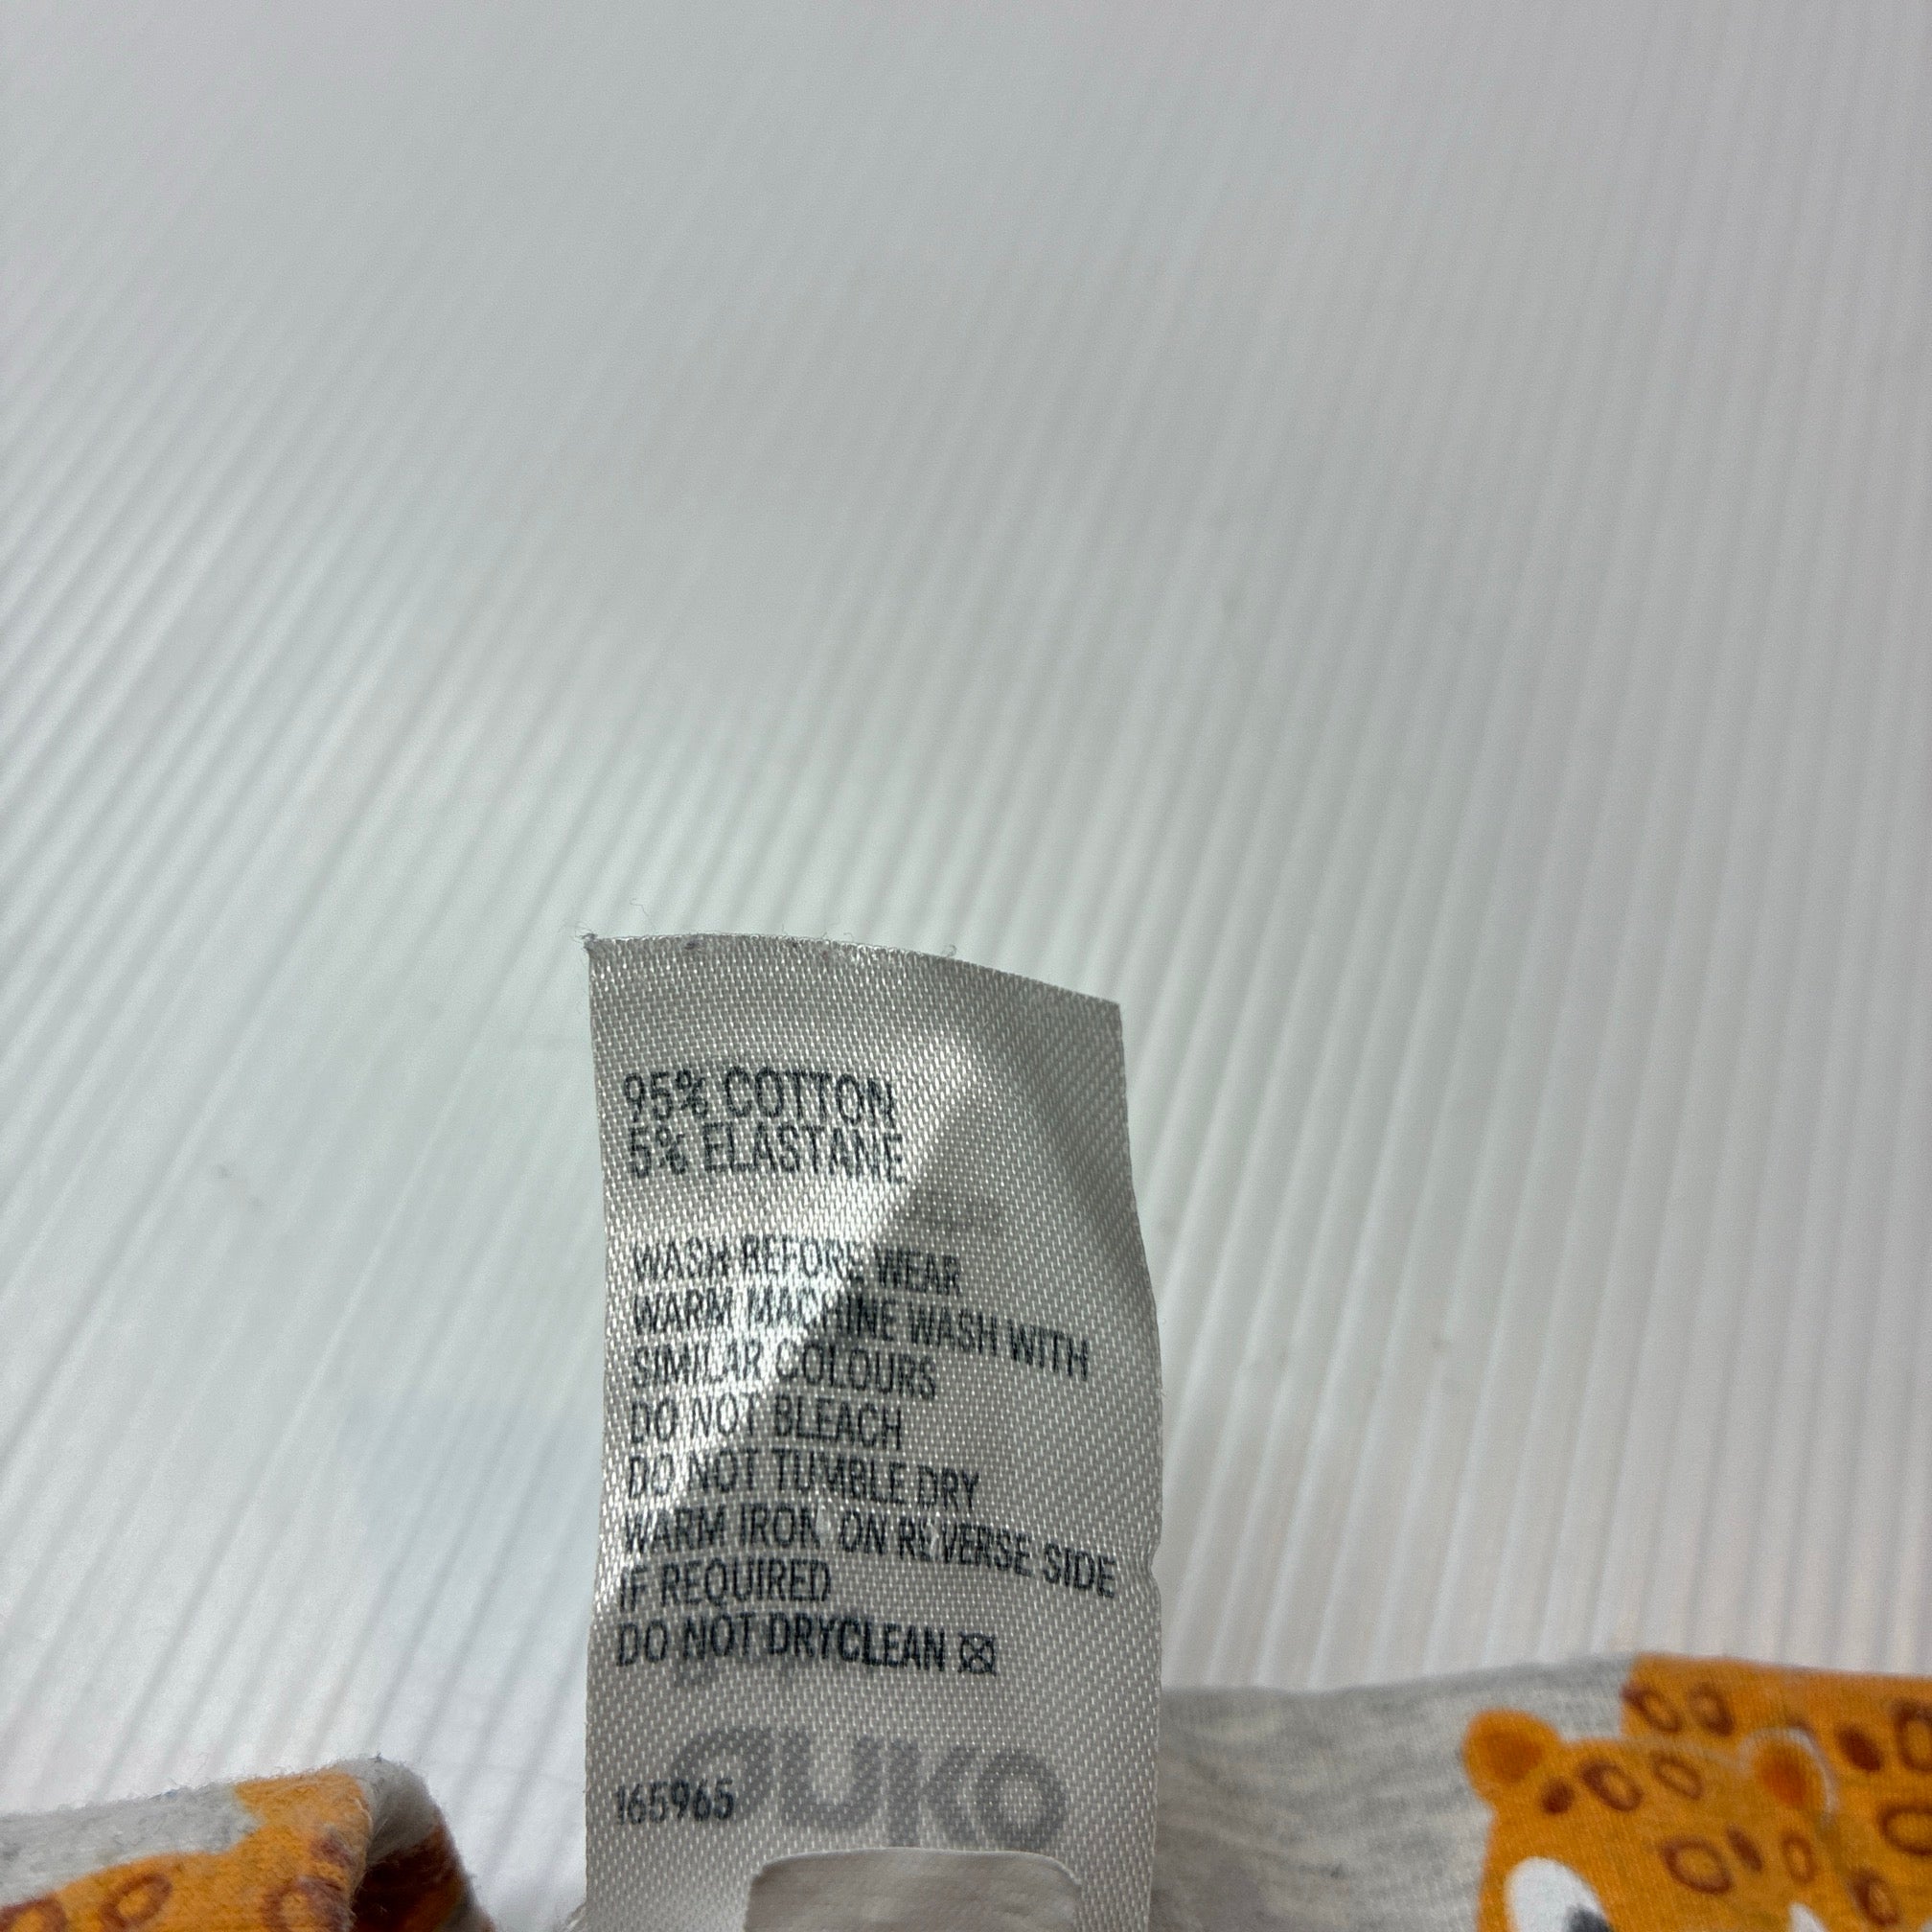 95% COTTON
5% ELASTANE
WASH BEFORE WEAR
WARM MACHINE WASH WITH
SIMILAR COLOURS
DO NOT BLEACH
DO NOT TUMBLE DRY
WARM IRON ON REVERSE SIDE
IF REQUIRED
DO NOT DRYCLEAN
165965